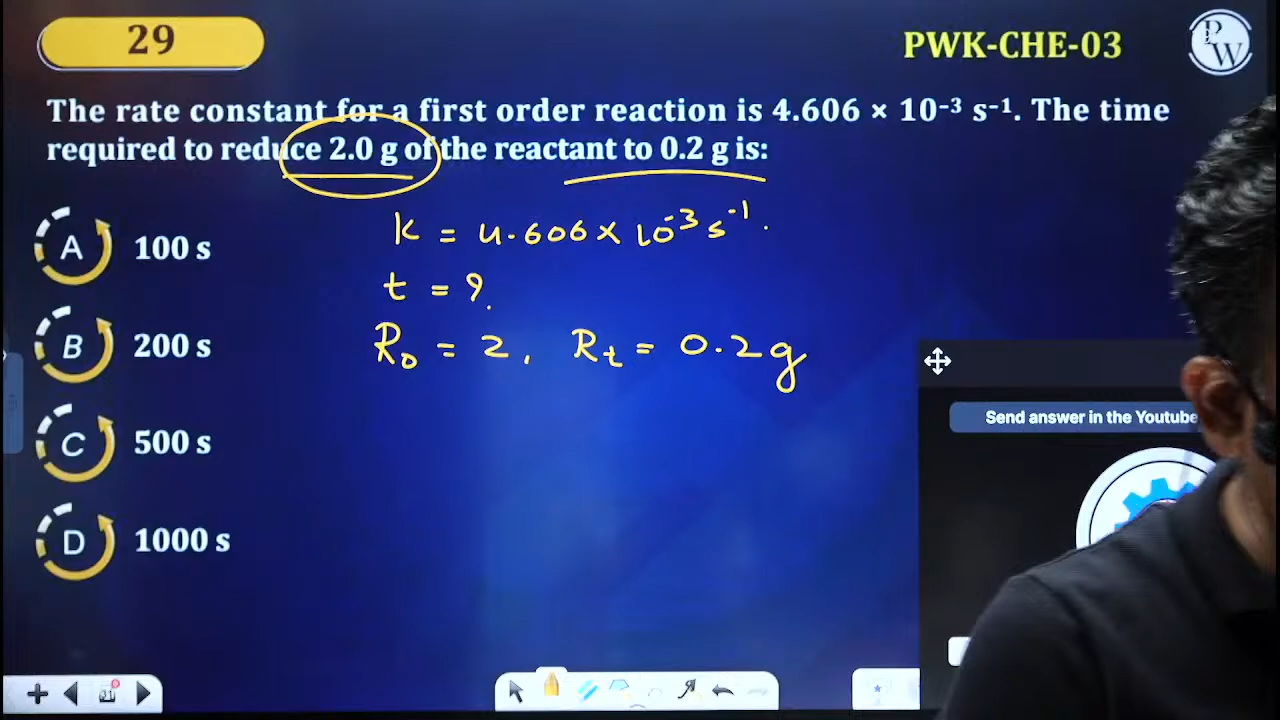 29
PWK-CHE-03
PW
The rate constant for a first order reaction is 4.606 × 10⁻³ s⁻¹. The time
required to reduce 2.0 g of the reactant to 0.2 g is:
K = 4.606 × 10⁻³ s⁻¹.
A 100 s
t = ?
B 200 s
R₀ = 2, Rₜ = 0.2 g
Send answer in the Youtube
C 500 s
D 1000 s